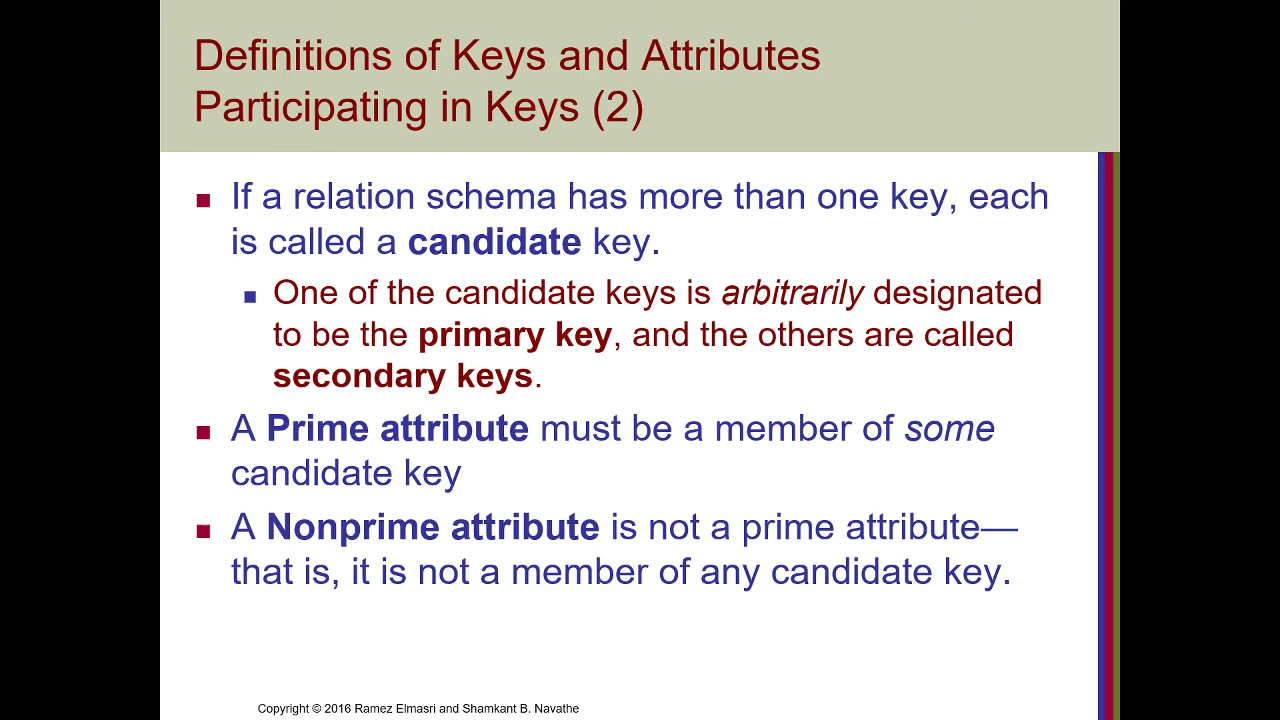 Definitions of Keys and Attributes
Participating in Keys (2)
If a relation schema has more than one key, each
is called a candidate key.
One of the candidate keys is arbitrarily designated
to be the primary key, and the others are called
secondary keys.
A Prime attribute must be a member of some
candidate key
A Nonprime attribute is not a prime attribute—
that is, it is not a member of any candidate key.
Copyright © 2016 Ramez Elmasri and Shamkant B. Navathe